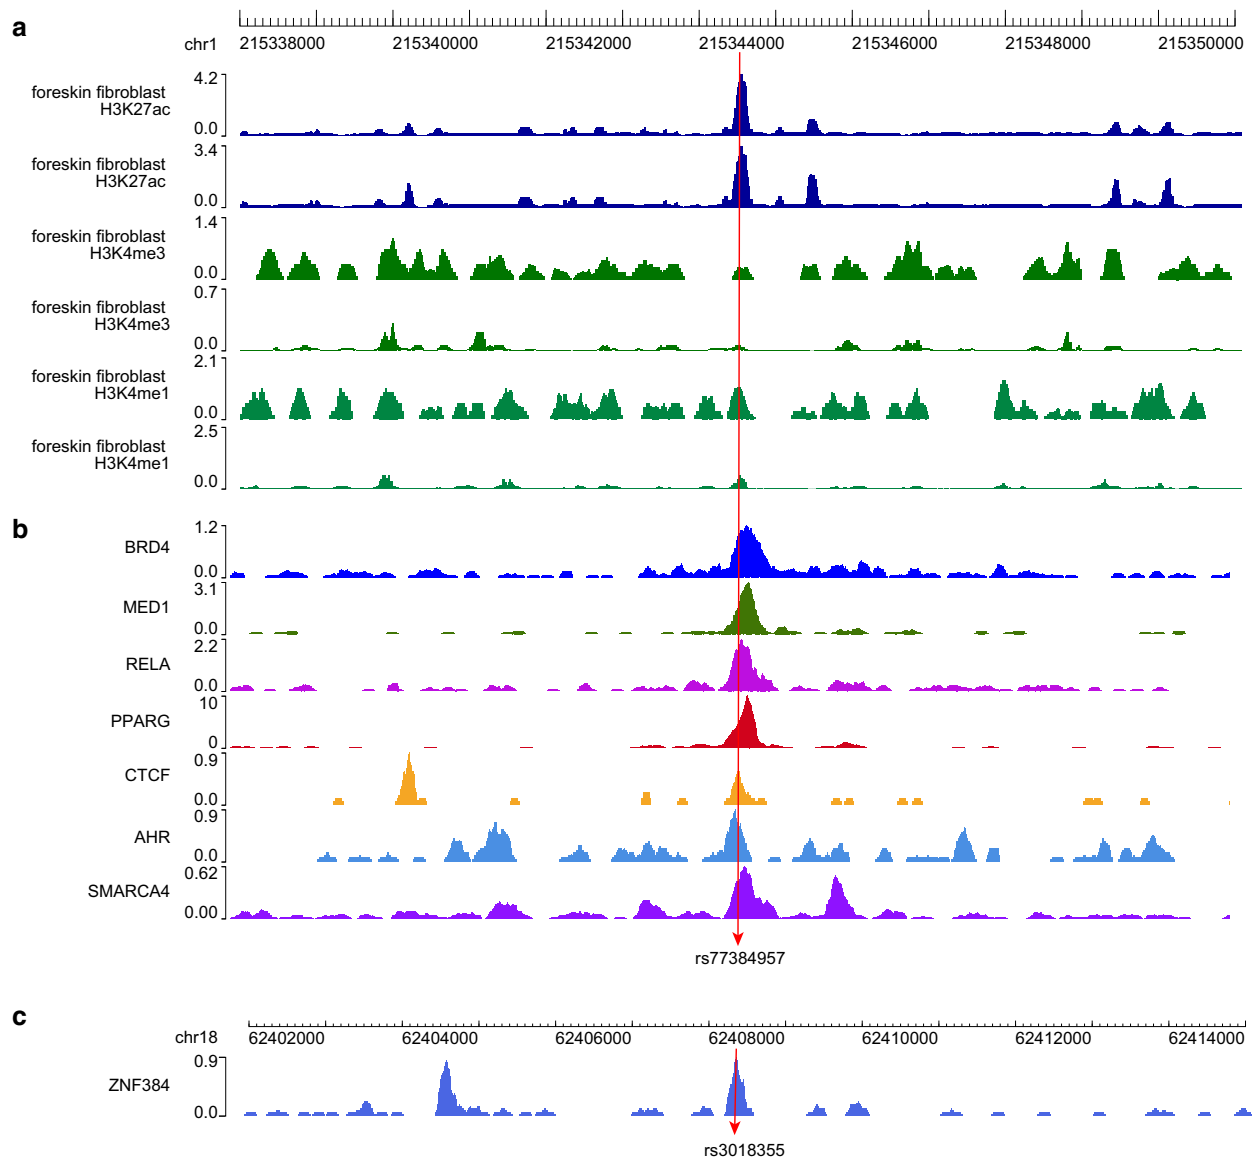 a
chr1 215338000 215340000 215342000 215344000 215346000 215348000 215350000
4.2
foreskin fibroblast
H3K27ac
0.0
3.4
foreskin fibroblast
H3K27ac
0.0
1.4
foreskin fibroblast
H3K4me3
0.0
0.7
foreskin fibroblast
H3K4me3
0.0
2.1
foreskin fibroblast
H3K4me1
0.0
2.5
foreskin fibroblast
H3K4me1
0.0
b
1.2
BRD4
0.0
3.1
MED1
0.0
2.2
RELA
0.0
10
PPARG
0
0.9
CTCF
0.0
0.9
AHR
0.0
0.62
SMARCA4
0.00
rs77384957
c
chr18 62402000 62404000 62406000 62408000 62410000 62412000 62414000
0.9
ZNF384
0.0
rs3018355